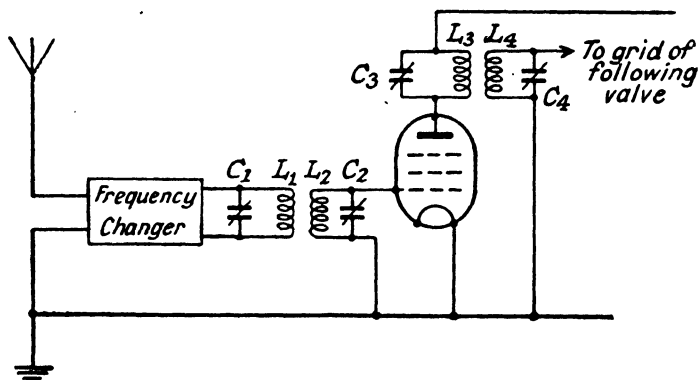 L3 L4
C3
To grid of
following
valve
C4
C1 L1 L2 C2
Frequency
Changer